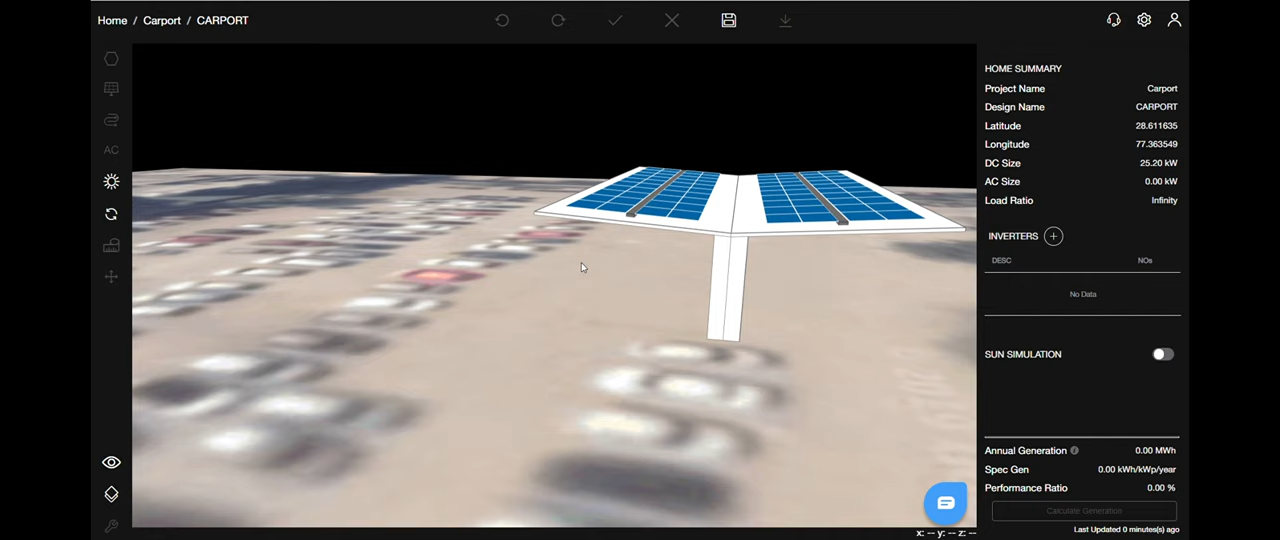 Home / Carport / CARPORT
AC
HOME SUMMARY
Project Name Carport
Design Name CARPORT
Latitude 28.611635
Longitude 77.363549
DC Size 25.20 kW
AC Size 0.00 kW
Load Ratio Infinity
INVERTERS
DESC NOs
No Data
SUN SIMULATION
Annual Generation 0.00 MWh
Spec Gen 0.00 kWh/kWp/year
Performance Ratio 0.00 %
Calculate Generation
Last Updated 0 minutes(s) ago
x: -- y: -- z: --